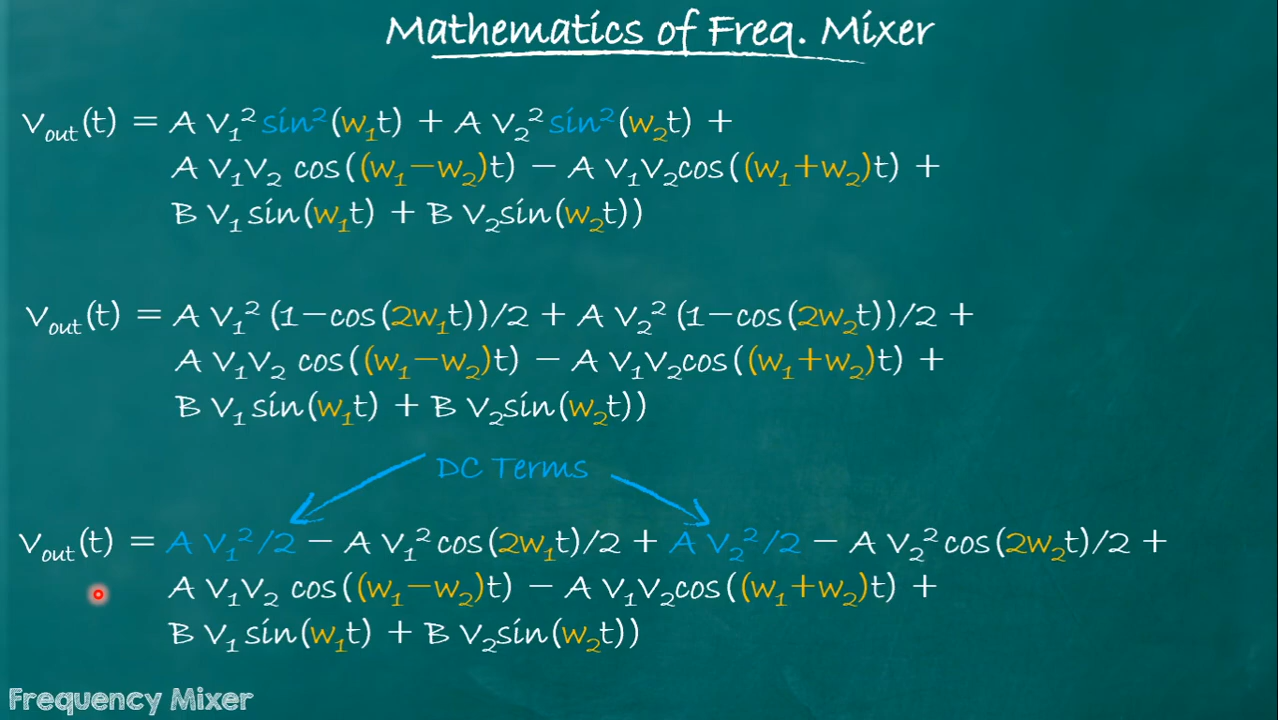 Mathematics of Freq. Mixer
V_out(t) = A V₁² sin²(w₁t) + A V₂² sin²(w₂t) +
A V₁V₂ cos((w₁−w₂)t) − A V₁V₂cos((w₁+w₂)t) +
B V₁ sin(w₁t) + B V₂sin(w₂t))
V_out(t) = A V₁² (1−cos(2w₁t))/2 + A V₂² (1−cos(2w₂t))/2 +
A V₁V₂ cos((w₁−w₂)t) − A V₁V₂cos((w₁+w₂)t) +
B V₁ sin(w₁t) + B V₂sin(w₂t))
DC Terms
V_out(t) = A V₁²/2 − A V₁² cos(2w₁t)/2 + A V₂²/2 − A V₂² cos(2w₂t)/2 +
A V₁V₂ cos((w₁−w₂)t) − A V₁V₂cos((w₁+w₂)t) +
B V₁ sin(w₁t) + B V₂sin(w₂t))
Frequency Mixer